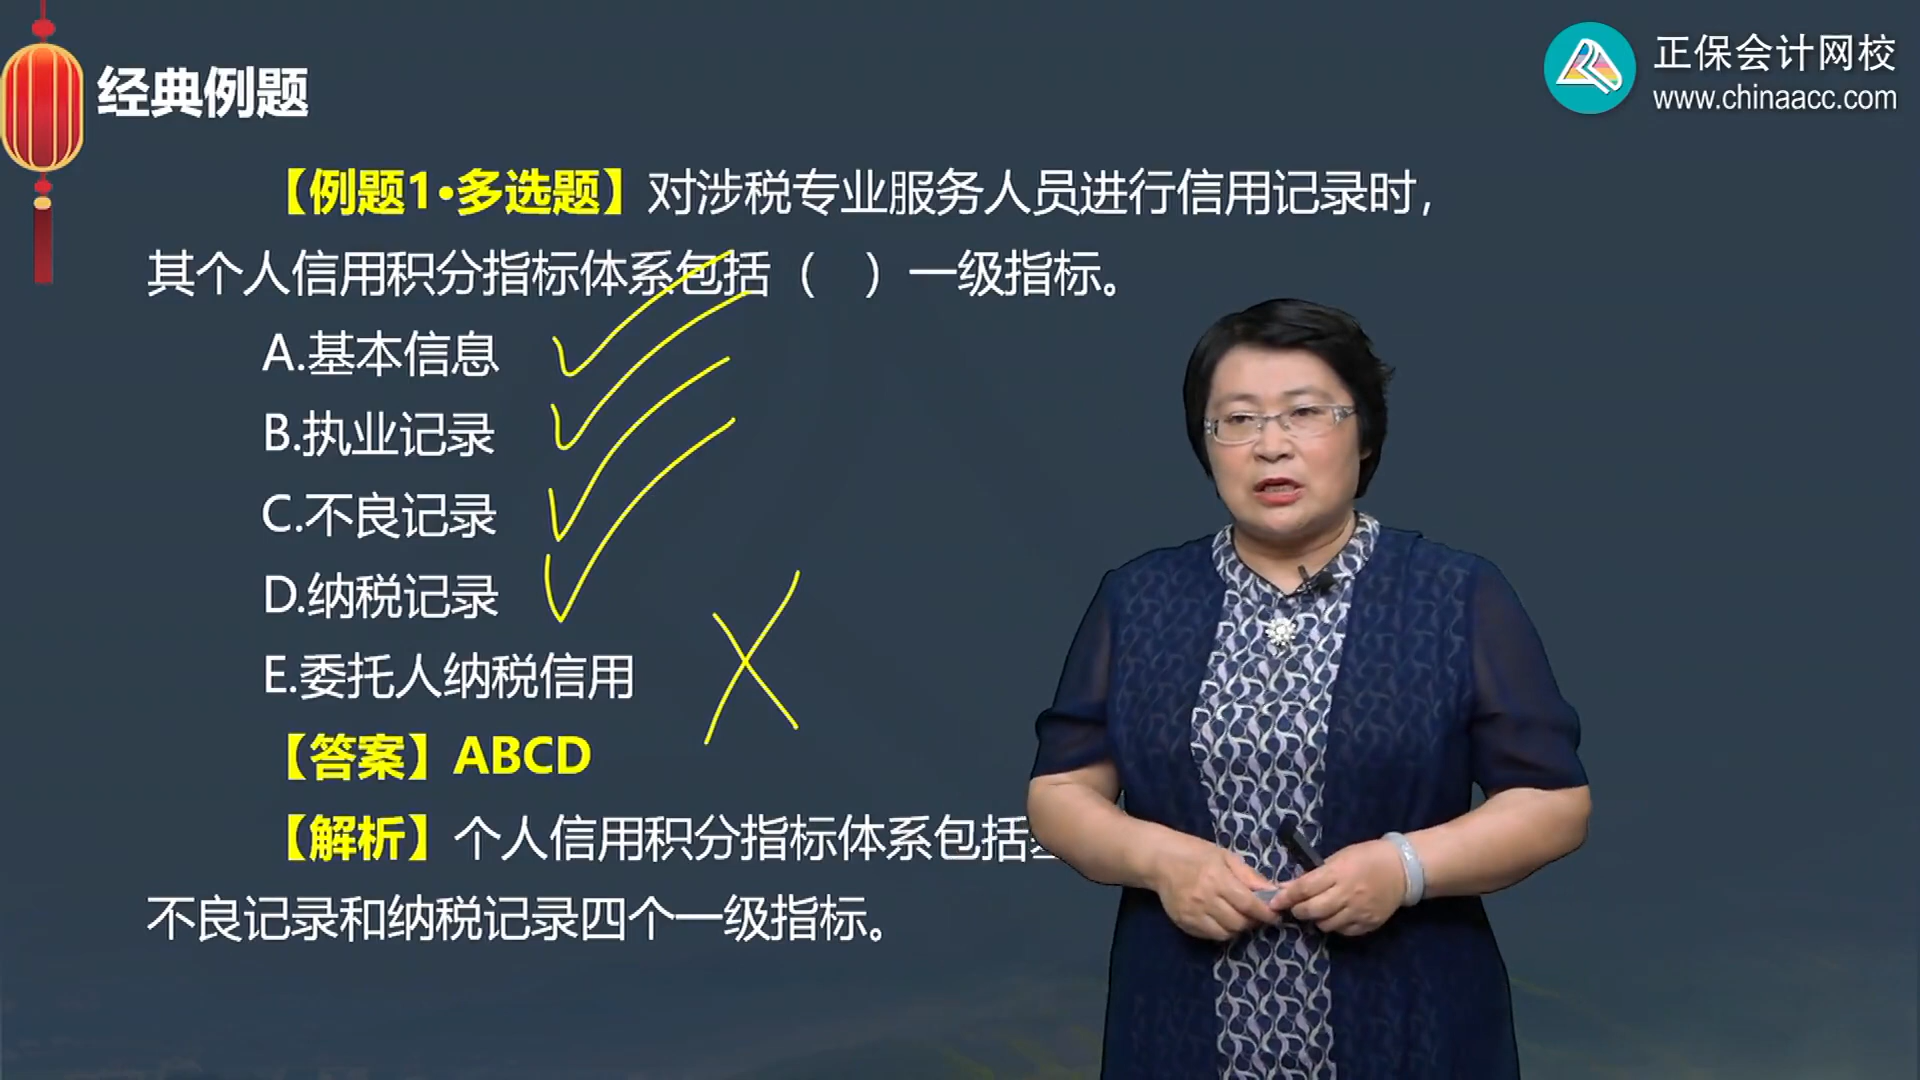 正保会计网校
www.chinaacc.com
经典例题
【例题1·多选题】对涉税专业服务人员进行信用记录时，
其个人信用积分指标体系包括（ ）一级指标。
A.基本信息
B.执业记录
C.不良记录
D.纳税记录
E.委托人纳税信用
【答案】ABCD
【解析】个人信用积分指标体系包括
不良记录和纳税记录四个一级指标。